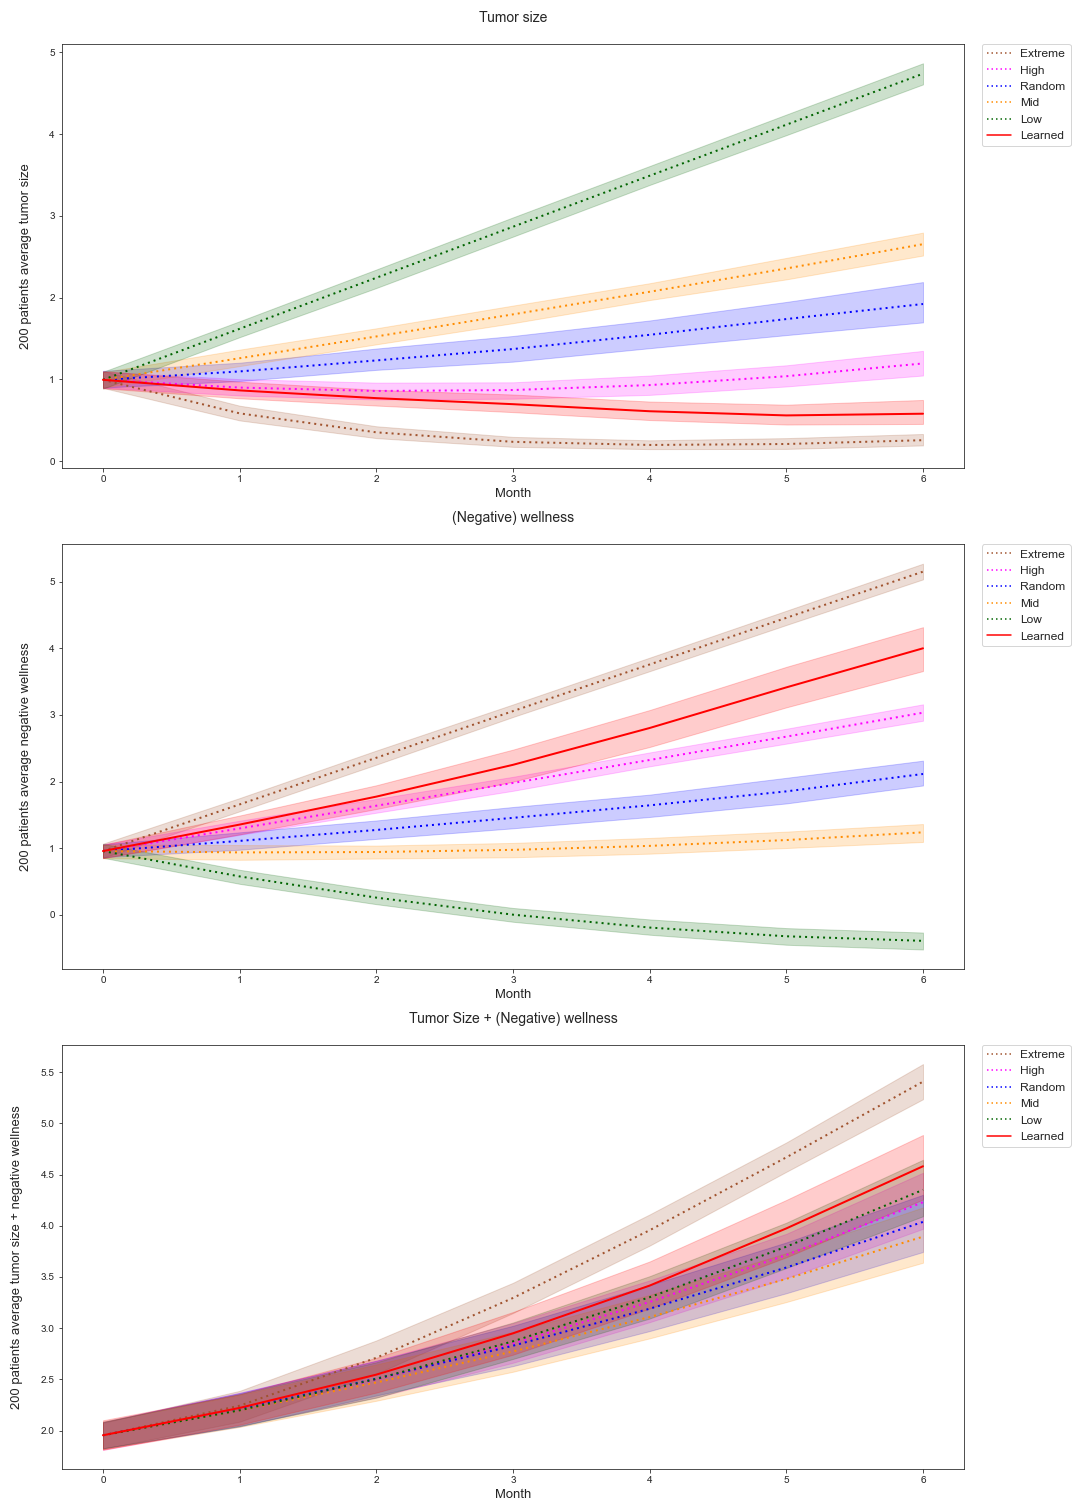 Tumor size
5
4
3
2
1
0
200 patients average tumor size
0 1 2 3 4 5 6
Month
Extreme
High
Random
Mid
Low
Learned
(Negative) wellness
5
4
3
2
1
0
200 patients average negative wellness
0 1 2 3 4 5 6
Month
Extreme
High
Random
Mid
Low
Learned
Tumor Size + (Negative) wellness
5.5
5.0
4.5
4.0
3.5
3.0
2.5
2.0
200 patients average tumor size + negative wellness
0 1 2 3 4 5 6
Month
Extreme
High
Random
Mid
Low
Learned